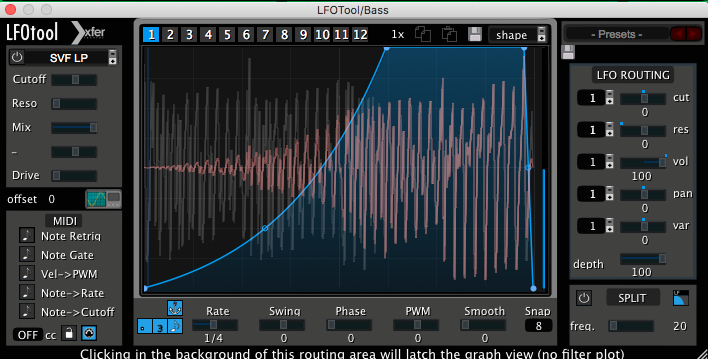 LFOTool/Bass
LFOtool xfer
SVF LP
Cutoff
Reso
Mix
–
Drive
offset 0
MIDI
Note Retrig
Note Gate
Vel->PWM
Note->Rate
Note->Cutoff
OFF cc
1 2 3 4 5 6 7 8 9 10 11 12 1x shape
Rate Swing Phase PWM Smooth Snap
1/4 0 0 0 0 8
3
- Presets -
LFO ROUTING
1 cut
0
1 res
0
1 vol
100
1 pan
0
1 var
0
depth
100
SPLIT LP
freq. 20
Clicking in the background of this routing area will latch the graph view (no filter plot)